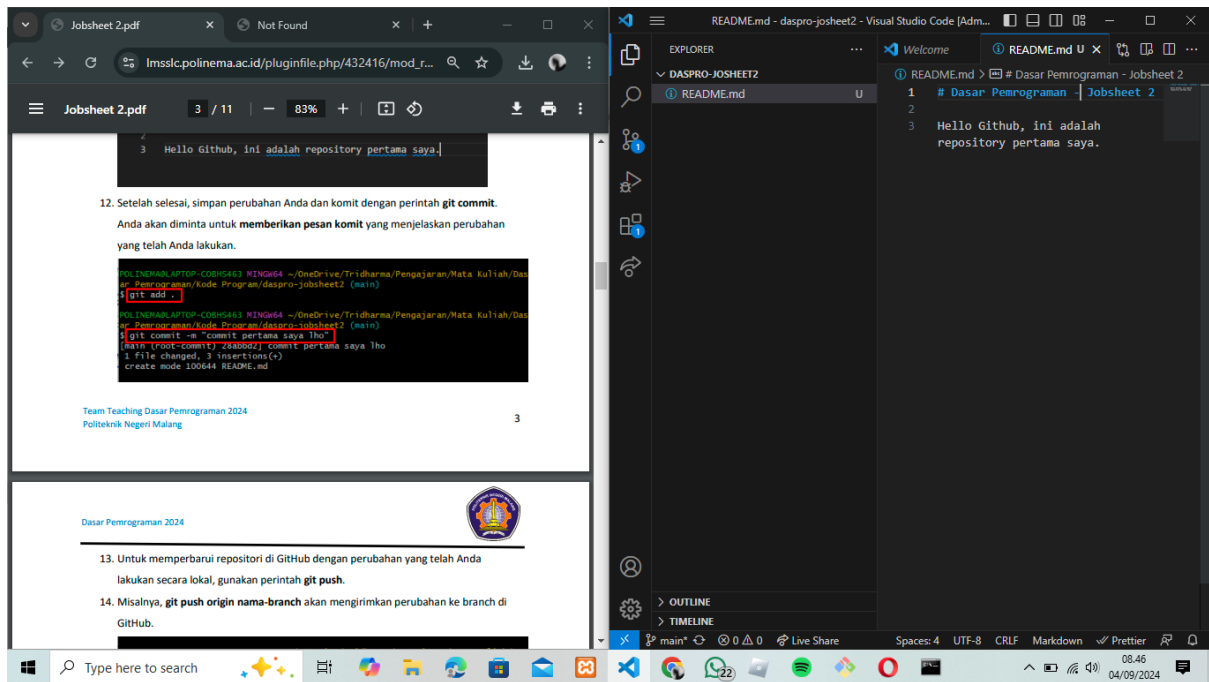 Jobsheet 2.pdf
Not Found
lmsslc.polinema.ac.id/pluginfile.php/432416/mod_r...
Jobsheet 2.pdf
3 / 11
83%
2
3 Hello Github, ini adalah repository pertama saya.
12. Setelah selesai, simpan perubahan Anda dan komit dengan perintah git commit.
Anda akan diminta untuk memberikan pesan komit yang menjelaskan perubahan
yang telah Anda lakukan.
POLINEMA@LAPTOP-COBHS463 MINGW64 ~/OneDrive/Tridharma/Pengajaran/Mata Kuliah/Das
ar Pemrograman/Kode Program/daspro-jobsheet2 (main)
$ git add .
POLINEMA@LAPTOP-COBHS463 MINGW64 ~/OneDrive/Tridharma/Pengajaran/Mata Kuliah/Das
ar Pemrograman/Kode Program/daspro-jobsheet2 (main)
$ git commit -m "commit pertama saya lho"
[main (root-commit) 28abbd2] commit pertama saya lho
1 file changed, 3 insertions(+)
create mode 100644 README.md
Team Teaching Dasar Pemrograman 2024
Politeknik Negeri Malang
3
Dasar Pemrograman 2024
13. Untuk memperbarui repositori di GitHub dengan perubahan yang telah Anda
lakukan secara lokal, gunakan perintah git push.
14. Misalnya, git push origin nama-branch akan mengirimkan perubahan ke branch di
GitHub.
README.md - daspro-josheet2 - Visual Studio Code [Adm...
EXPLORER
DASPRO-JOSHEET2
README.md U
1
1
OUTLINE
TIMELINE
Welcome
README.md U
README.md > # Dasar Pemrograman - Jobsheet 2
1 # Dasar Pemrograman - Jobsheet 2
2
3 Hello Github, ini adalah
repository pertama saya.
main* 0 0 Live Share
Spaces: 4 UTF-8 CRLF Markdown Prettier
Type here to search
22
08.46
04/09/2024